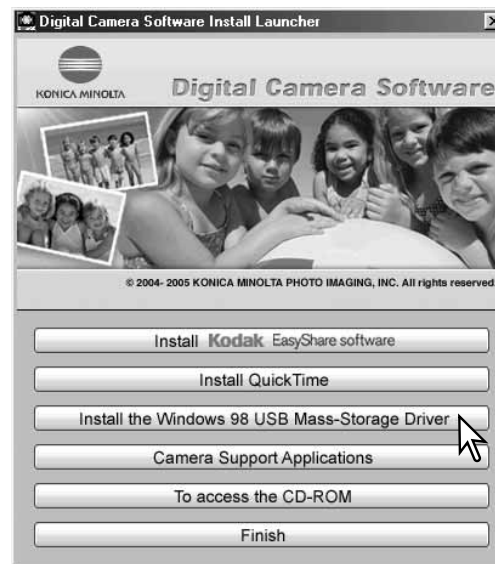 Digital Camera Software Install Launcher
KONICA MINOLTA
Digital Camera Software
© 2004- 2005 KONICA MINOLTA PHOTO IMAGING, INC. All rights reserved
Install Kodak EasyShare software
Install QuickTime
Install the Windows 98 USB Mass-Storage Driver
Camera Support Applications
To access the CD-ROM
Finish